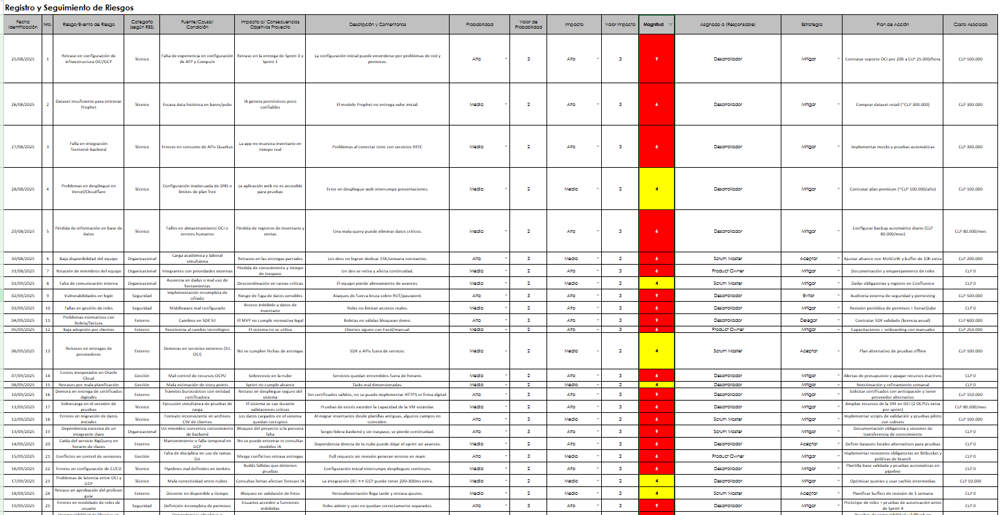 Registro y Seguimiento de Riesgos
Fecha Identificación Nro. Riesgo/Evento de Riesgo Categoría (según RBS) Fuente/Causa/Condición Impacto a/ Consecuencias Objetivos Proyecto Descripción y Comentarios Probabilidad Valor de Probabilidad Impacto Valor Impacto Magnitud Asignado a (Responsable) Estrategia Plan de Acción Costo Asociado
25/08/2025 1 Retraso en configuración de infraestructura OCI/GCP Técnico Falta de experiencia en configuración de ATP y Compute Retraso en la entrega de Sprint 0 y Sprint 1 La configuración inicial puede extenderse por problemas de red y permisos. Alta 3 Alto 3 9 Desarrollador Mitigar Contratar soporte OCI por 20h a CLP 25.000/hora CLP 500.000
26/08/2025 2 Dataset insuficiente para entrenar Prophet Técnico Escasa data histórica en bares/pubs IA genera pronósticos poco confiables El modelo Prophet no entrega valor inicial. Media 2 Alto 3 6 Desarrollador Mitigar Comprar dataset retail (~CLP 300.000) CLP 300.000
27/08/2025 3 Falla en integración frontend–backend Técnico Errores en consumo de APIs Quarkus La app no muestra inventario en tiempo real Problemas al conectar Ionic con servicios REST. Media 2 Alto 3 6 Desarrollador Mitigar Implementar mocks y pruebas automáticas CLP 300.000
28/08/2025 4 Problemas en despliegue en Vercel/Cloudflare Técnico Configuración inadecuada de DNS o límites de plan free La aplicación web no es accesible para pruebas Error en despliegue web interrumpe presentaciones. Media 2 Medio 2 4 Desarrollador Mitigar Contratar plan premium (~CLP 100.000/año) CLP 100.000
29/08/2025 5 Pérdida de información en base de datos Técnico Fallos en almacenamiento OCI o errores humanos Pérdida de registros de inventario y ventas Una mala query puede eliminar datos críticos. Media 2 Alto 3 6 Desarrollador Mitigar Configurar backup automático diario (CLP 80.000/mes) CLP 80.000/mes
30/08/2025 6 Baja disponibilidad del equipo Organizacional Carga académica y laboral simultánea Retrasos en las entregas parciales Los devs no logran dedicar 15h/semana constantes. Alta 3 Medio 2 6 Scrum Master Aceptar Ajustar alcance con MoSCoW y buffer de 10h extra CLP 200.000
31/08/2025 7 Rotación de miembros del equipo Organizacional Integrantes con prioridades externas Pérdida de conocimiento y tiempo de traspaso Un dev se retira y afecta continuidad. Media 2 Alto 3 6 Product Owner Mitigar Documentación y emparejamiento de roles CLP 0
01/09/2025 8 Falta de comunicación interna Organizacional Ausencia en dailys o mal uso de herramientas Descoordinación en tareas críticas El equipo pierde alineamiento de avances. Media 2 Medio 2 4 Scrum Master Mitigar Dailys obligatorias y registro en Confluence CLP 0
02/09/2025 9 Vulnerabilidades en login Seguridad Implementación incompleta de cifrado Riesgo de fuga de datos sensibles Ataques de fuerza bruta sobre RUT/password. Alta 3 Alto 3 9 Desarrollador Evitar Auditoría externa de seguridad y pentesting CLP 500.000
03/09/2025 10 Fallas en gestión de roles Seguridad Middleware mal configurado Acceso indebido a datos de inventario Roles no limitan accesos reales. Media 2 Alto 3 6 Desarrollador Mitigar Revisión periódica de permisos + SonarQube CLP 0
04/09/2025 11 Problemas normativos con boleta/factura Externo Cambios en SDK SII El MVP no cumple normativa legal Boletas no válidas bloquean demo. Alta 3 Alto 3 9 Desarrollador Delegar Contratar SDK validado (licencia anual) CLP 600.000
05/09/2025 12 Baja adopción por clientes Externo Resistencia al cambio tecnológico El sistema no se utiliza Clientes siguen con Excel/manual. Media 2 Alto 3 6 Product Owner Mitigar Capacitaciones + onboarding con manuales CLP 250.000
06/09/2025 13 Retrasos en entregas de proveedores Externo Demoras en servicios externos (SII, OCI) No se cumplen fechas de entregas SDK o APIs fuera de servicio. Media 2 Medio 2 4 Scrum Master Aceptar Plan alternativo de pruebas offline CLP 100.000
07/09/2025 14 Costos inesperados en Oracle Cloud Gestión Mal control de recursos OCPU Sobrecosto en la nube Servicios quedan encendidos fuera de horario. Media 2 Alto 3 6 Desarrollador Mitigar Alertas de presupuesto y apagar recursos inactivos CLP 0
08/09/2025 15 Retrasos por mala planificación Gestión Mala estimación de story points Sprint no cumple alcance Tasks mal dimensionadas. Media 2 Medio 2 4 Desarrollador Mitigar Reestimación y refinamiento semanal CLP 0
10/09/2025 16 Demora en entrega de certificados digitales Externo Trámites burocráticos con entidad certificadora Retraso en despliegue seguro del sistema Sin certificados válidos, no se puede implementar HTTPS ni firma digital. Alta 3 Alto 3 9 Desarrollador Mitigar Solicitar certificados con anticipación y tener proveedor alternativo CLP 150.000
11/09/2025 17 Sobrecarga en el servidor de pruebas Técnico Ejecución simultánea de pruebas de carga El sistema se cae durante validaciones críticas Pruebas de estrés exceden la capacidad de la VM estándar. Media 2 Alto 3 6 Desarrollador Mitigar Ampliar recursos de la VM en OCI (2 OCPUs extra por sprint) CLP 80.000/mes
12/09/2025 18 Errores en migración de datos iniciales Técnico Formato inconsistente en archivos CSV de clientes Los datos cargados en el sistema quedan corruptos Al migrar inventarios desde planillas antiguas, algunos campos no coinciden. Alta 3 Medio 2 6 Desarrollador Mitigar Implementar scripts de validación y pruebas piloto con subsets CLP 100.000
13/09/2025 19 Dependencia excesiva de un integrante clave Organizacional Un miembro concentra conocimiento de backend Bloqueo del proyecto si la persona falta Sergio lidera backend y sin traspaso, se pierde continuidad. Alta 3 Alto 3 9 Scrum Master Mitigar Documentación obligatoria y sesiones de transferencia de conocimiento CLP 0
14/09/2025 20 Caída del servicio BigQuery en horario de clases Externo Mantenimiento o falla temporal en GCP No se puede entrenar ni consultar modelos IA Dependencia directa de la nube puede dejar el sprint sin avances. Media 2 Alto 3 6 Desarrollador Aceptar Definir datasets locales alternativos para pruebas CLP 0
15/09/2025 21 Conflictos en control de versiones Gestión Falta de disciplina en uso de ramas Git Merge conflictivo retrasa entregas Pull requests sin revisión generan errores en main. Alta 3 Medio 2 6 Product Owner Mitigar Implementar revisiones obligatorias en Bitbucket y políticas de branch CLP 0
16/09/2025 22 Errores en configuración de CI/CD Técnico Pipelines mal definidos en Jenkins Builds fallidas que detienen pruebas Configuración inicial interrumpe despliegues continuos. Media 2 Alto 3 6 Desarrollador Mitigar Plantilla base validada y pruebas automáticas en pipeline CLP 0
17/09/2025 23 Problemas de latencia entre OCI y GCP Técnico Mala conectividad entre nubes Consultas lentas afectan forecast IA La integración OCI ↔ GCP puede tener 200-300ms extra. Media 2 Medio 2 4 Desarrollador Mitigar Optimizar queries y usar cachés intermedias CLP 50.000
18/09/2025 24 Retraso en aprobación del profesor guía Externo Docente no disponible a tiempo Bloqueo en validación de hitos Retroalimentación llega tarde y retrasa ajustes. Media 2 Medio 2 4 Scrum Master Aceptar Planificar buffers de revisión de 1 semana CLP 0
19/09/2025 25 Errores en modelado de roles de usuario Seguridad Definición incompleta de permisos Usuarios acceden a funciones indebidas Roles admin y user no quedan correctamente separados. Alta 3 Alto 3 9 Desarrollador Mitigar Prototipo de roles + pruebas de autorización antes de Sprint 4 CLP 0